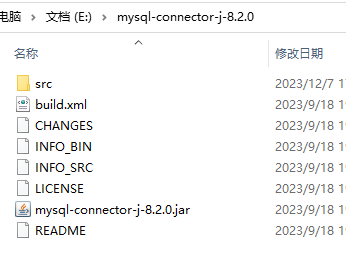 电脑 > 文档 (E:) > mysql-connector-j-8.2.0
名称 修改日期
src 2023/12/7 1
build.xml 2023/9/18 1
CHANGES 2023/9/18 1
INFO_BIN 2023/9/18 1
INFO_SRC 2023/9/18 1
LICENSE 2023/9/18 1
mysql-connector-j-8.2.0.jar 2023/9/18 1
README 2023/9/18 1